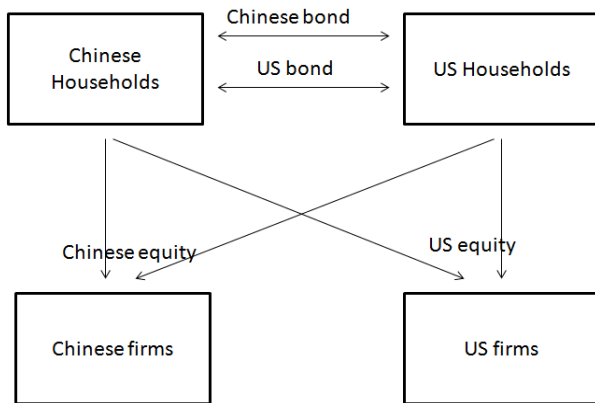 Chinese bond
Chinese
Households
US bond
US Households
Chinese equity
US equity
Chinese firms
US firms